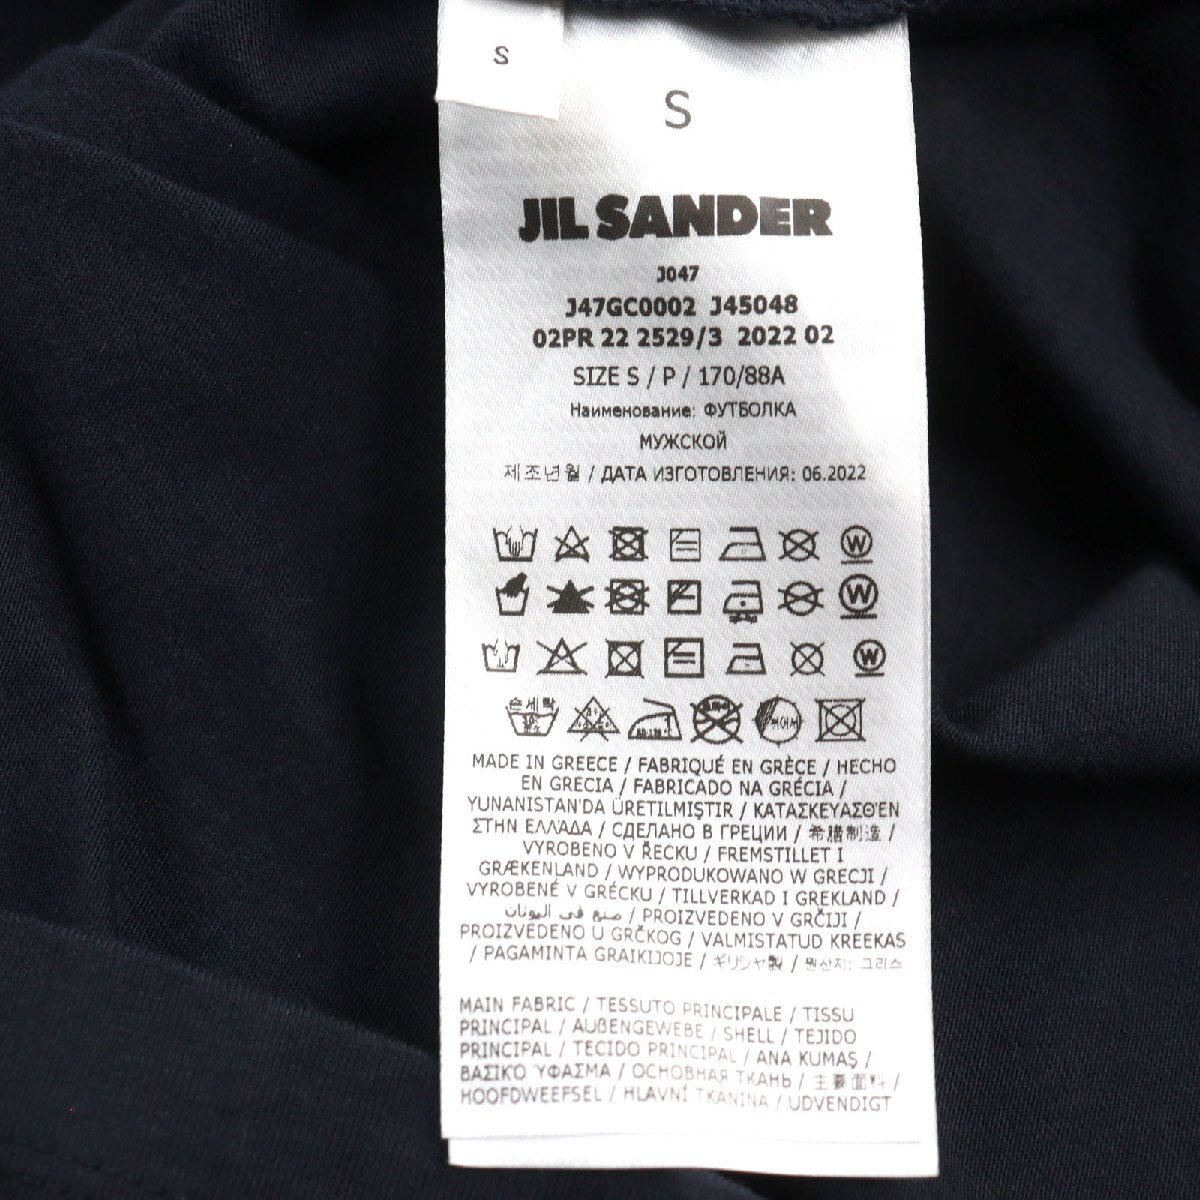 S
S
JIL SANDER
J047
J47GC0002 J45048
02PR 22 2529/3 2022 02
SIZE S / P / 170/88A
Наименование: ФУТБОЛКА
МУЖСКОЙ
제조년월 / ДАТА ИЗГОТОВЛЕНИЯ: 06.2022
W
W
W
손세탁
MADE IN GREECE / FABRIQUÉ EN GRÈCE / HECHO
EN GRECIA / FABRICADO NA GRÉCIA /
YUNANISTAN'DA ÜRETILMIŞTIR / ΚΑΤΑΣΚΕΥΑΣΘΈΝ
ΣΤΗΝ ΕΛΛΆΔΑ / СДЕЛАНО В ГРЕЦИИ / 希腊制造 /
VYROBENO V ŘECKU / FREMSTILLET I
GRÆKENLAND / WYPRODUKOWANO W GRECJI /
VYROBENÉ V GRÉCKU / TILLVERKAD I GREKLAND /
صنع في اليونان / PROIZVEDENO V GRČIJI /
PROIZVEDENO U GRČKOG / VALMISTATUD KREEKAS
/ PAGAMINTA GRAIKIJOJE / ギリシャ製 / 원산지: 그리스
MAIN FABRIC / TESSUTO PRINCIPALE / TISSU
PRINCIPAL / AUßENGEWEBE / SHELL / TEJIDO
PRINCIPAL / TECIDO PRINCIPAL / ANA KUMAŞ /
ΒΑΣΙΚΟ ΎΦΑΣΜΑ / ОСНОВНАЯ ТКАНЬ / 主要面料 /
HOOFDWEEFSEL / HLAVNÍ TKANINA / UDVENDIGT